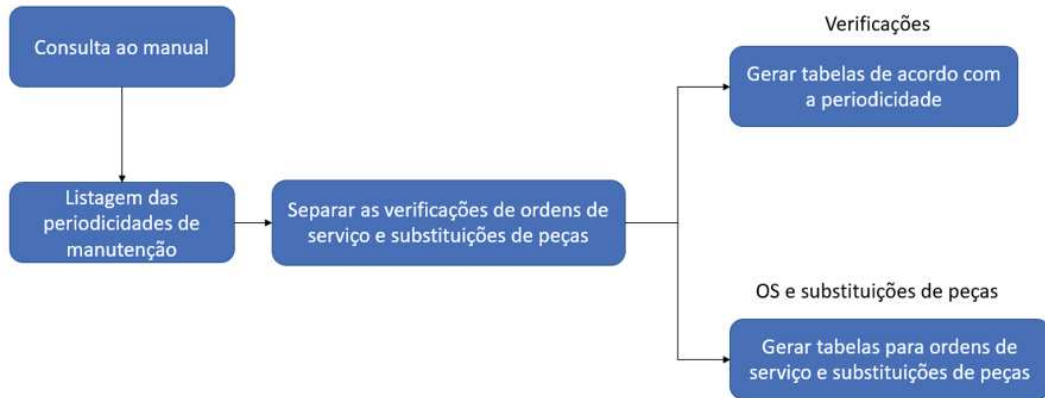 Consulta ao manual
Listagem das
periodicidades de
manutenção
Separar as verificações de ordens de
serviço e substituições de peças
Verificações
Gerar tabelas de acordo com
a periodicidade
OS e substituições de peças
Gerar tabelas para ordens de
serviço e substituições de peças